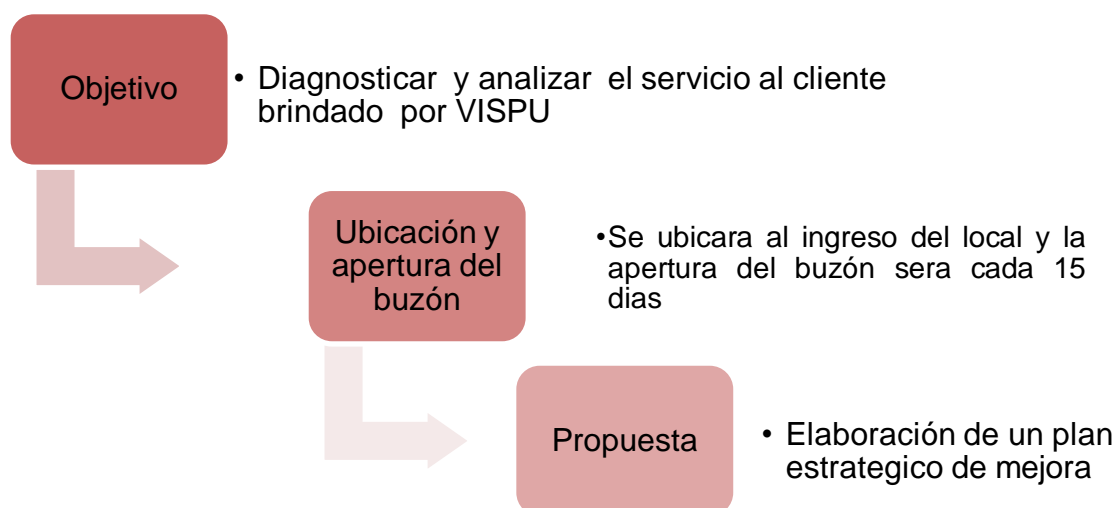 Objetivo
• Diagnosticar y analizar el servicio al cliente
brindado por VISPU
Ubicación y
apertura del
buzón
•Se ubicara al ingreso del local y la
apertura del buzón sera cada 15
dias
Propuesta
• Elaboración de un plan
estrategico de mejora